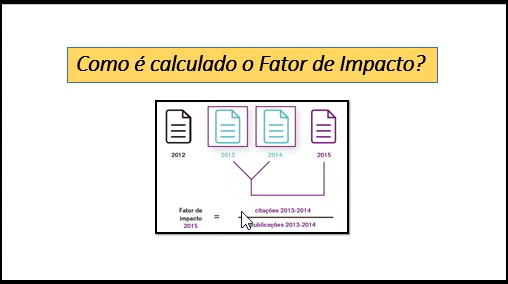 Como é calculado o Fator de Impacto?
2012 2013 2014 2015
Fator de
impacto
2015
=
citações 2013-2014
publicações 2013-2014